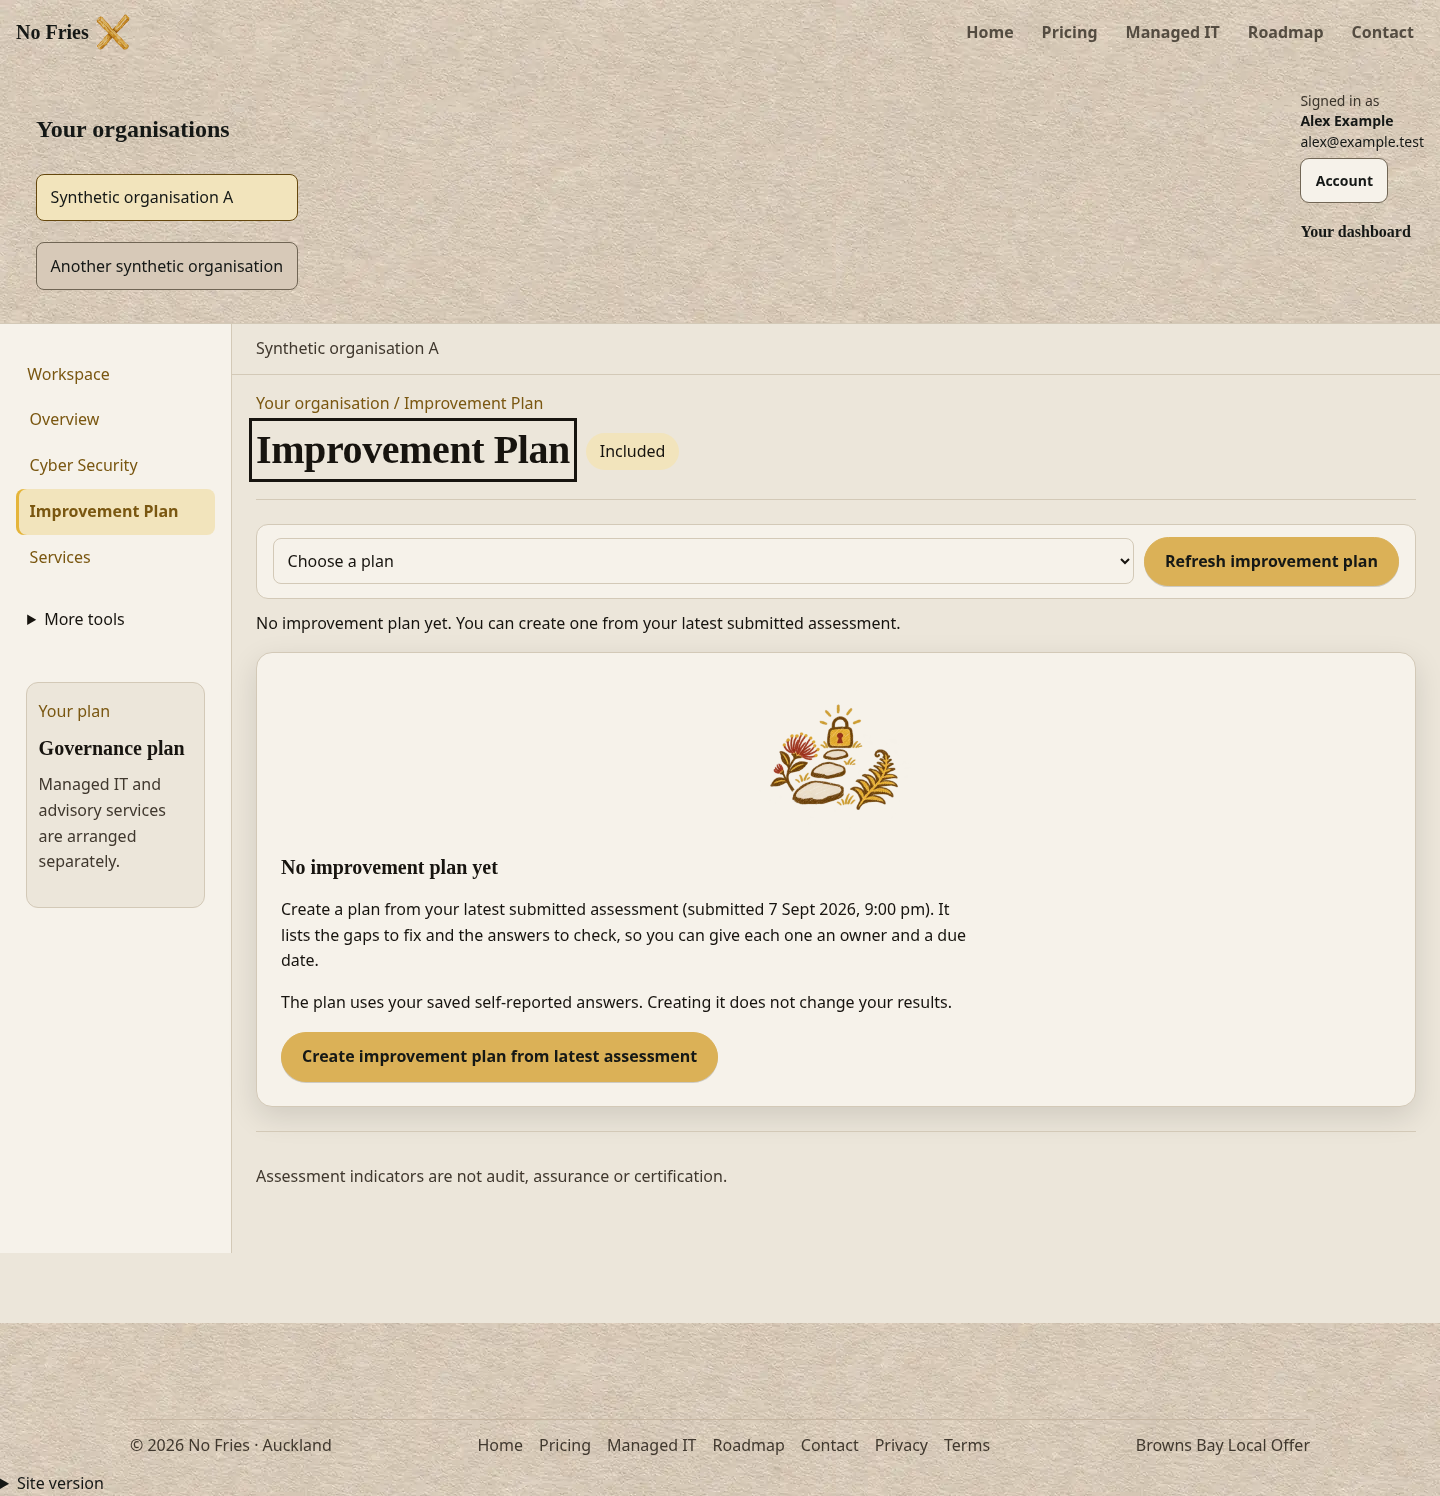 No Fries
Home Pricing Managed IT Roadmap Contact
Your organisations
Synthetic organisation A
Another synthetic organisation
Signed in as
Alex Example
alex@example.test
Account
Your dashboard
Workspace
Overview
Cyber Security
Improvement Plan
Services
More tools
Your plan
Governance plan
Managed IT and
advisory services
are arranged
separately.
Synthetic organisation A
Your organisation / Improvement Plan
Improvement Plan Included
Choose a plan Refresh improvement plan
No improvement plan yet. You can create one from your latest submitted assessment.
No improvement plan yet
Create a plan from your latest submitted assessment (submitted 7 Sept 2026, 9:00 pm). It
lists the gaps to fix and the answers to check, so you can give each one an owner and a due
date.
The plan uses your saved self-reported answers. Creating it does not change your results.
Create improvement plan from latest assessment
Assessment indicators are not audit, assurance or certification.
© 2026 No Fries · Auckland Home Pricing Managed IT Roadmap Contact Privacy Terms Browns Bay Local Offer
Site version